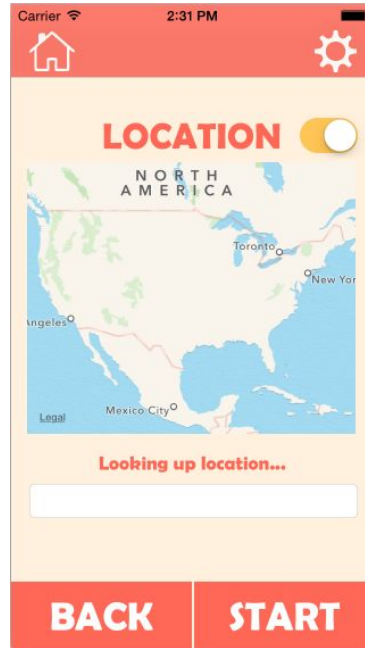 Carrier 2:31 PM
LOCATION
NORTH
AMERICA
Toronto
New Yor
Angeles
Mexico City
Legal
Looking up location...
BACK START